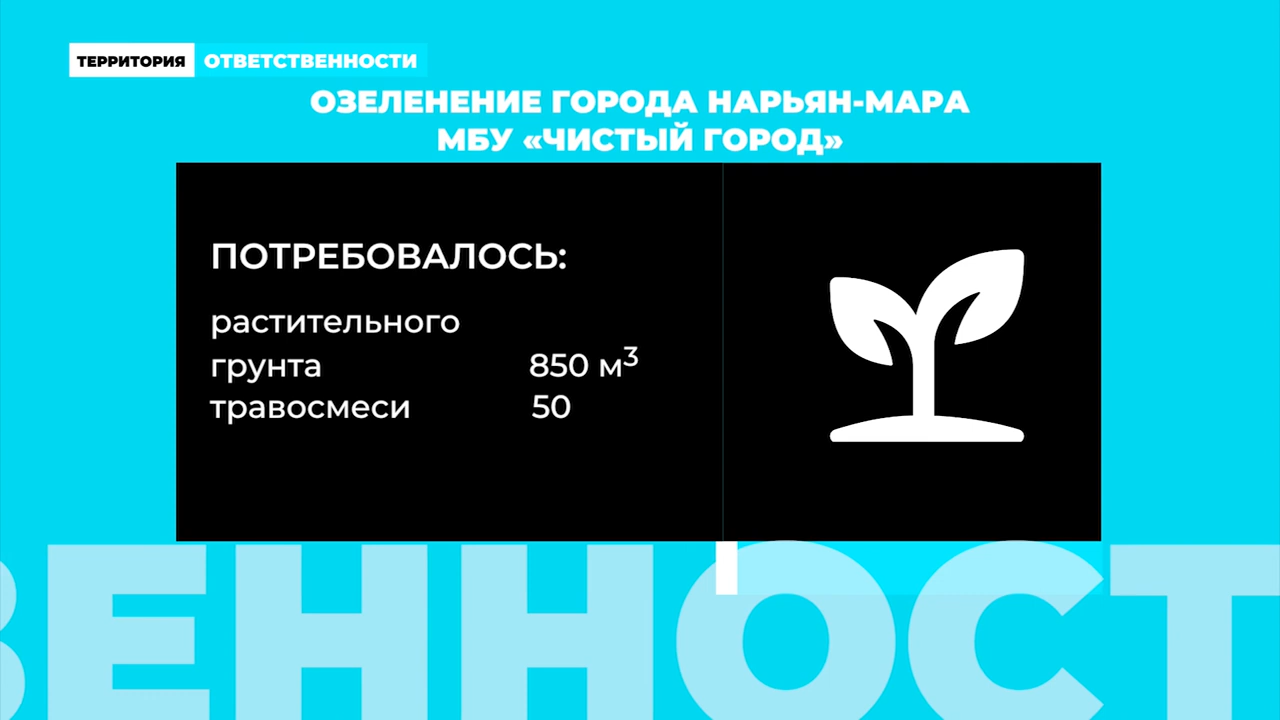 ТЕРРИТОРИЯ ОТВЕТСТВЕННОСТИ
ОЗЕЛЕНЕНИЕ ГОРОДА НАРЬЯН-МАРА
МБУ «ЧИСТЫЙ ГОРОД»
ПОТРЕБОВАЛОСЬ:
растительного
грунта 850 м³
травосмеси 50
ВЕННОСТ